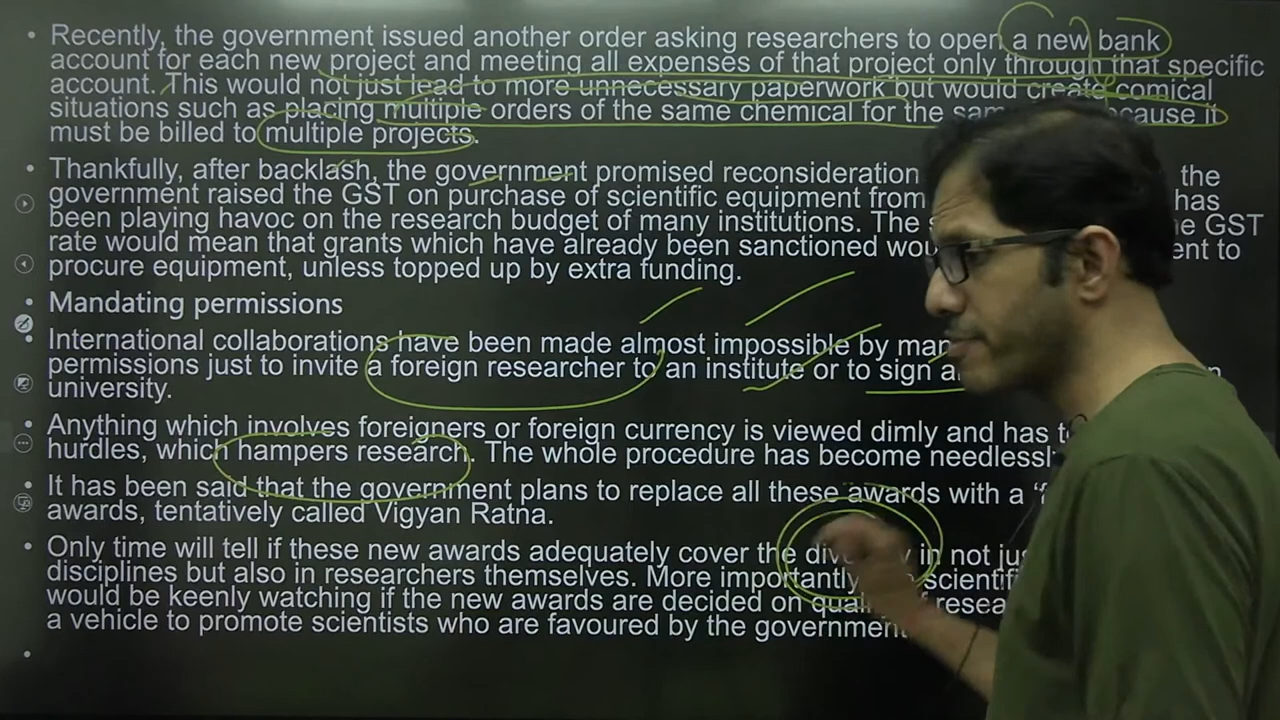 • Recently, the government issued another order asking researchers to open a new bank
account for each new project and meeting all expenses of that project only through that specific
account. This would not just lead to more unnecessary paperwork but would create comical
situations such as placing multiple orders of the same chemical for the it
must be billed to multiple projects.
• Thankfully, after backlash, the government promised reconsideration the
government raised the GST on purchase of scientific equipment from has
been playing havoc on the research budget of many institutions. The GST
rate would mean that grants which have already been sanctioned to
procure equipment, unless topped up by extra funding.
• Mandating permissions
• International collaborations have been made almost impossible by
permissions just to invite a foreign researcher to an institute or to sign
university.
• Anything which involves foreigners or foreign currency is viewed dimly and has
hurdles, which hampers research. The whole procedure has become
• It has been said that the government plans to replace all these awards with a
awards, tentatively called Vigyan Ratna.
• Only time will tell if these new awards adequately cover the in not
disciplines but also in researchers themselves. More importantly
would be keenly watching if the new awards are decided on
a vehicle to promote scientists who are favoured by the government
•